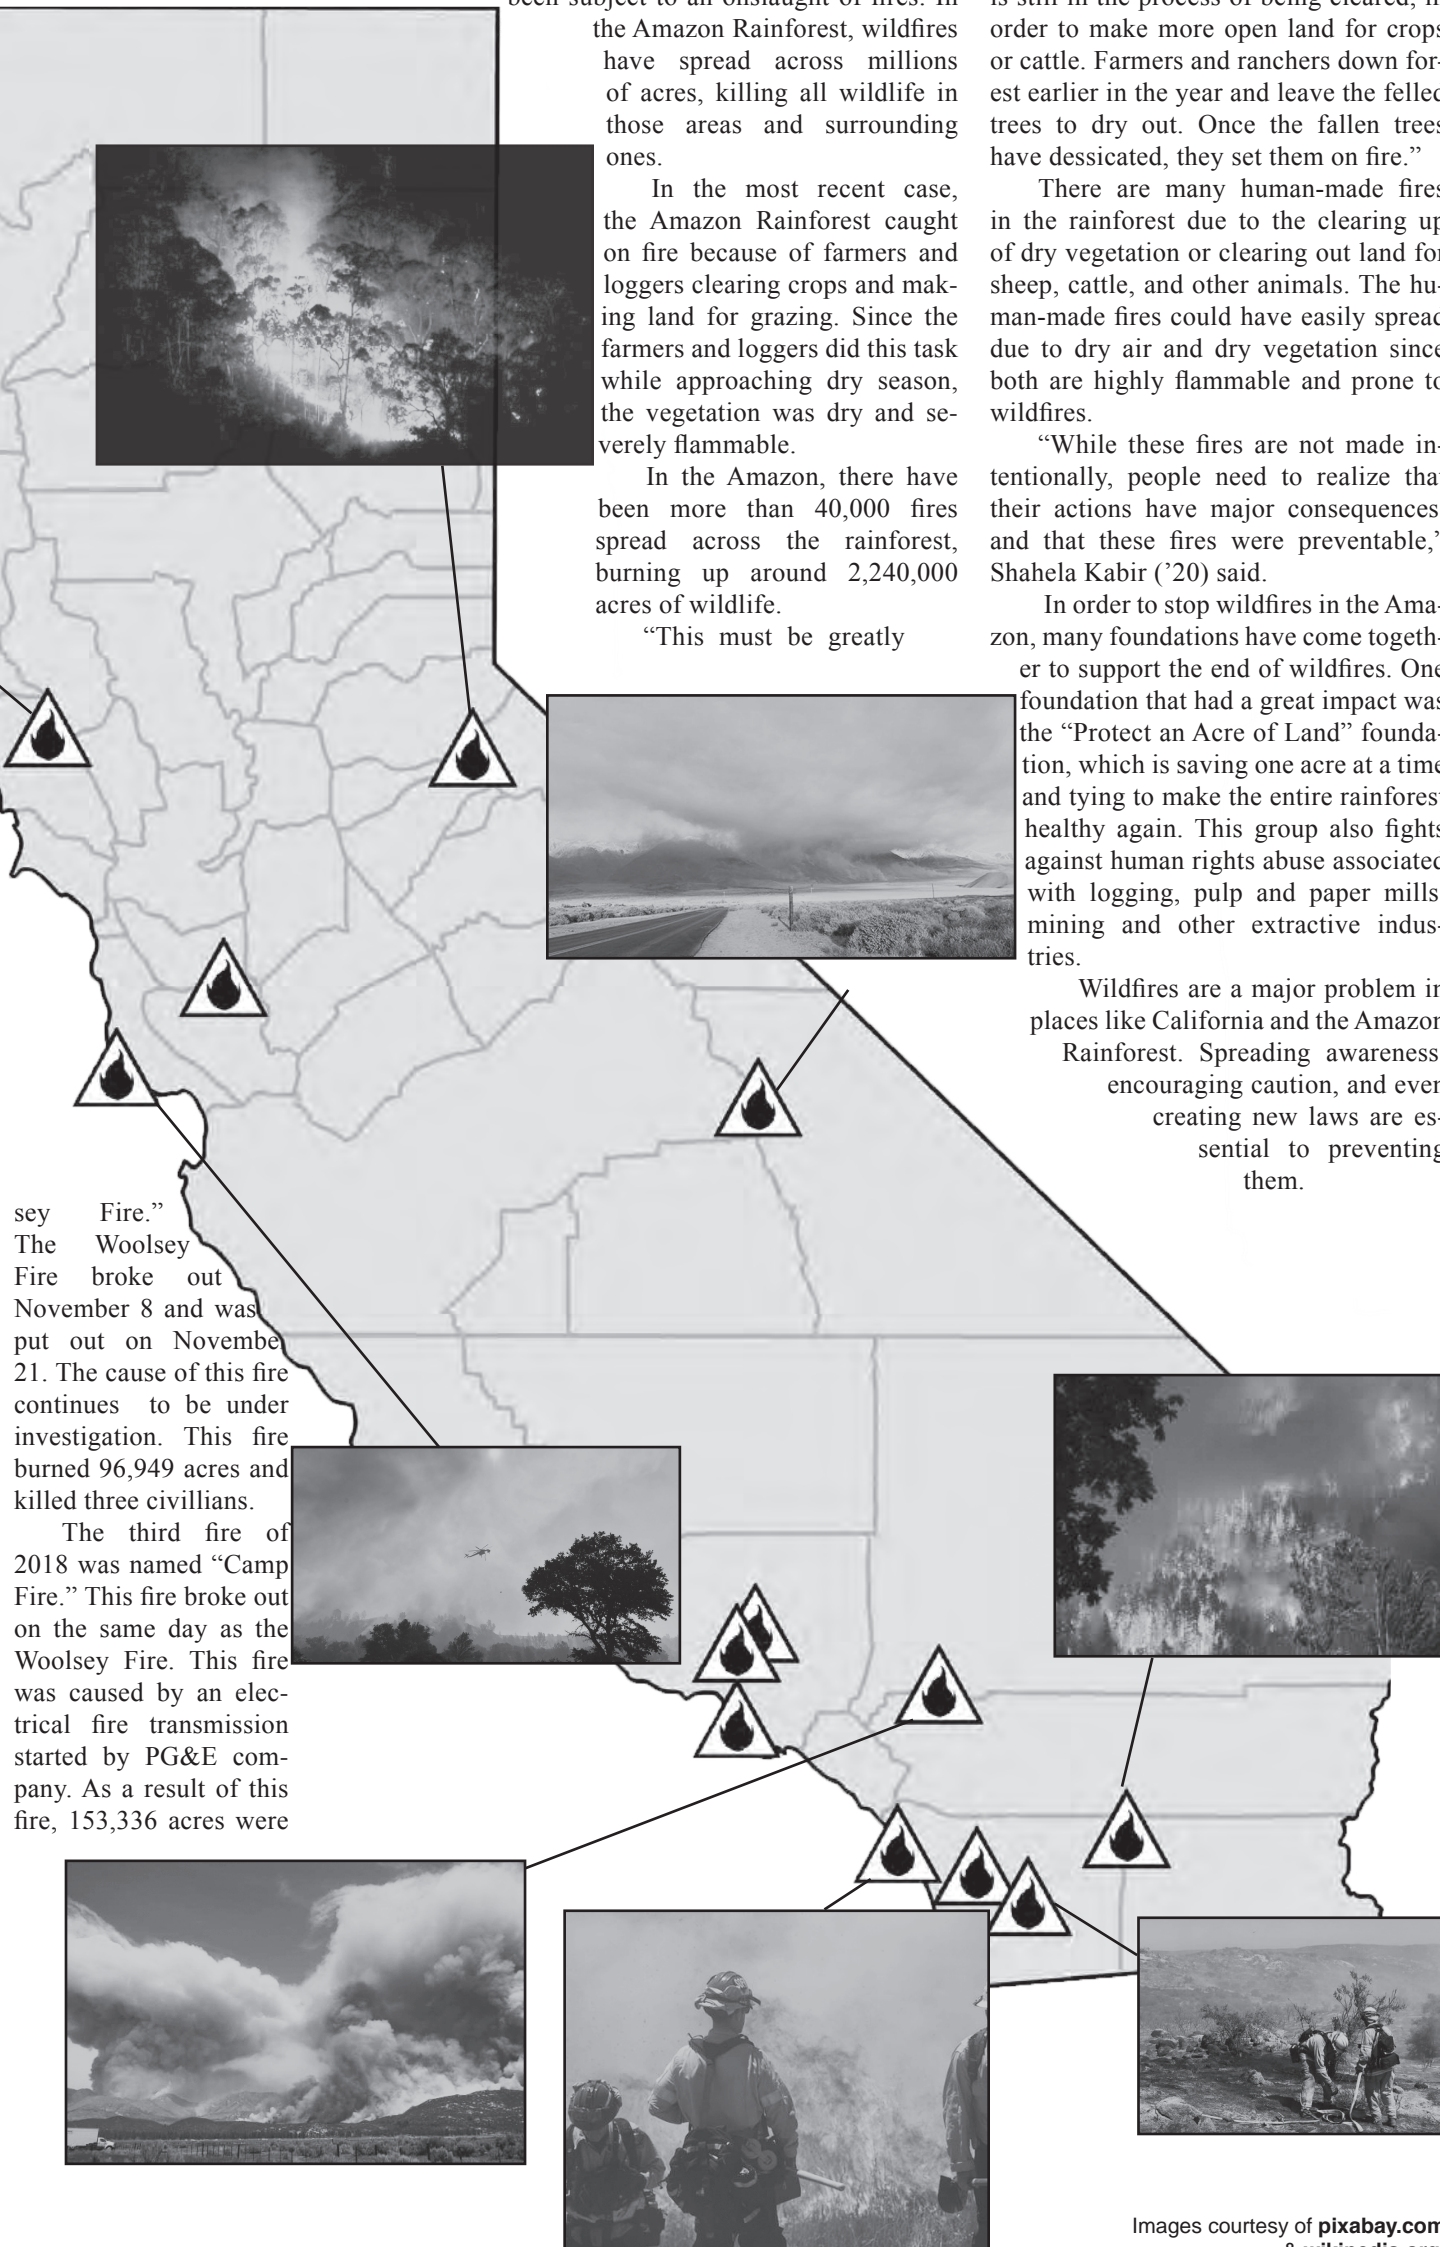 sey Fire.”
The Woolsey
Fire broke out
November 8 and was
put out on November
21. The cause of this fire
continues to be under
investigation. This fire
burned 96,949 acres and
killed three civillians.
The third fire of
2018 was named “Camp
Fire.” This fire broke out
on the same day as the
Woolsey Fire. This fire
was caused by an elec-
trical fire transmission
started by PG&E com-
pany. As a result of this
fire, 153,336 acres were
been subject to an onslaught of fires. In
the Amazon Rainforest, wildfires
have spread across millions
of acres, killing all wildlife in
those areas and surrounding
ones.
In the most recent case,
the Amazon Rainforest caught
on fire because of farmers and
loggers clearing crops and mak-
ing land for grazing. Since the
farmers and loggers did this task
while approaching dry season,
the vegetation was dry and se-
verely flammable.
In the Amazon, there have
been more than 40,000 fires
spread across the rainforest,
burning up around 2,240,000
acres of wildlife.
“This must be greatly
is still in the process of being cleared, in
order to make more open land for crops
or cattle. Farmers and ranchers down for-
est earlier in the year and leave the felled
trees to dry out. Once the fallen trees
have dessicated, they set them on fire.”
There are many human-made fires
in the rainforest due to the clearing up
of dry vegetation or clearing out land for
sheep, cattle, and other animals. The hu-
man-made fires could have easily spread
due to dry air and dry vegetation since
both are highly flammable and prone to
wildfires.
“While these fires are not made in-
tentionally, people need to realize that
their actions have major consequences
and that these fires were preventable,”
Shahela Kabir (’20) said.
In order to stop wildfires in the Ama-
zon, many foundations have come togeth-
er to support the end of wildfires. One
foundation that had a great impact was
the “Protect an Acre of Land” founda-
tion, which is saving one acre at a time
and tying to make the entire rainforest
healthy again. This group also fights
against human rights abuse associated
with logging, pulp and paper mills,
mining and other extractive indus-
tries.
Wildfires are a major problem in
places like California and the Amazon
Rainforest. Spreading awareness,
encouraging caution, and even
creating new laws are es-
sential to preventing
them.
Images courtesy of pixabay.com
& wikipedia.org